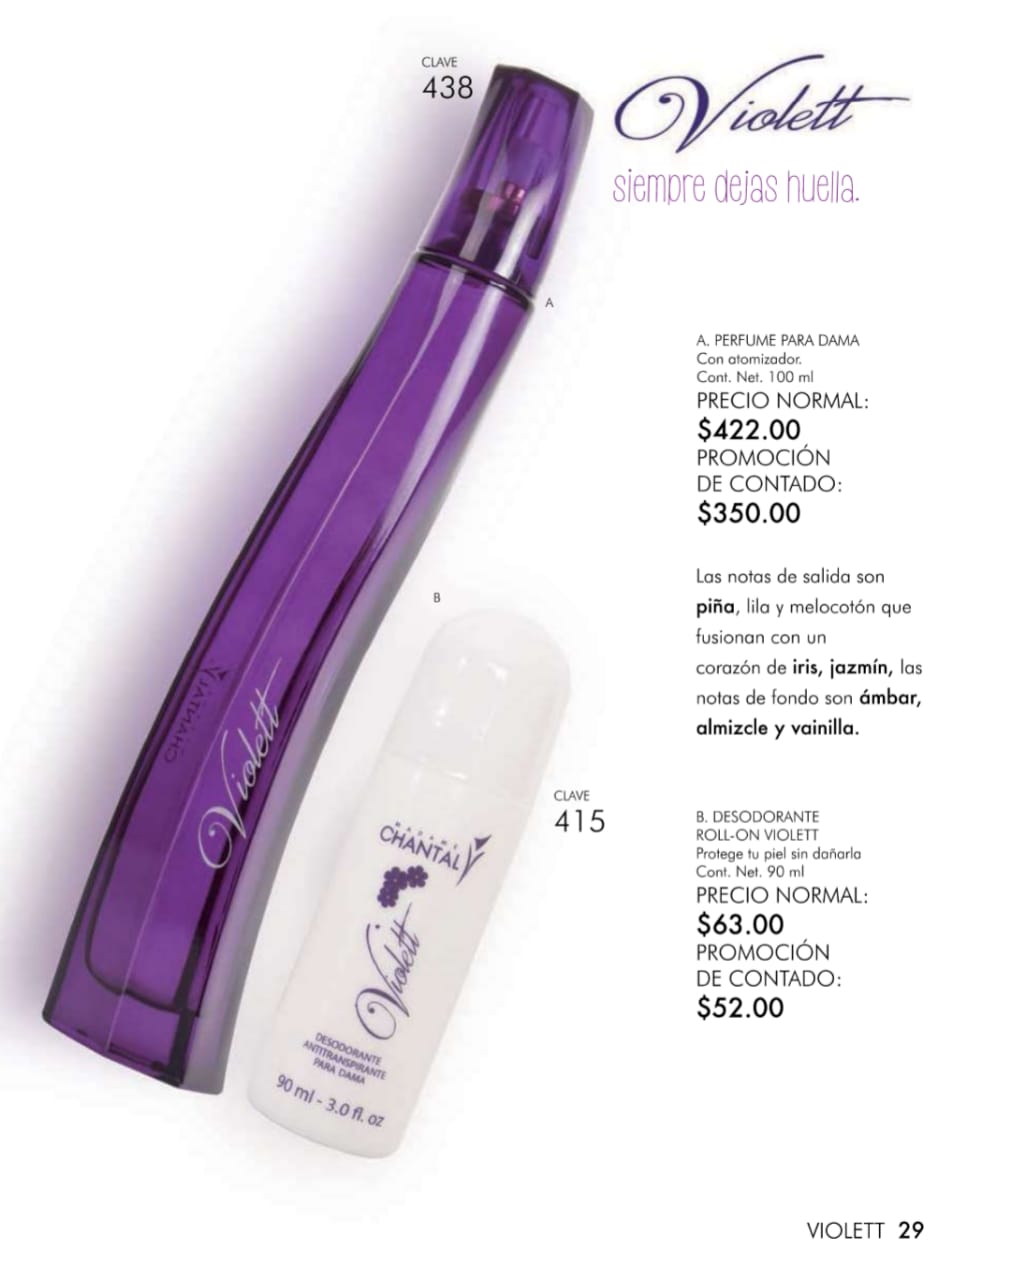 CLAVE
438
Violett
siempre dejas huella.
A
A. PERFUME PARA DAMA
Con atomizador.
Cont. Net. 100 ml
PRECIO NORMAL:
$422.00
PROMOCIÓN
DE CONTADO:
$350.00
Las notas de salida son
piña, lila y melocotón que
fusionan con un
corazón de iris, jazmín, las
notas de fondo son ámbar,
almizcle y vainilla.
B
CHANTAL
Violett
CLAVE
415
MADAME
CHANTAL
Violett
DESODORANTE
ANTITRANSPIRANTE
PARA DAMA
90 ml - 3.0 fl. oz
B. DESODORANTE
ROLL-ON VIOLETT
Protege tu piel sin dañarla
Cont. Net. 90 ml
PRECIO NORMAL:
$63.00
PROMOCIÓN
DE CONTADO:
$52.00
VIOLETT 29